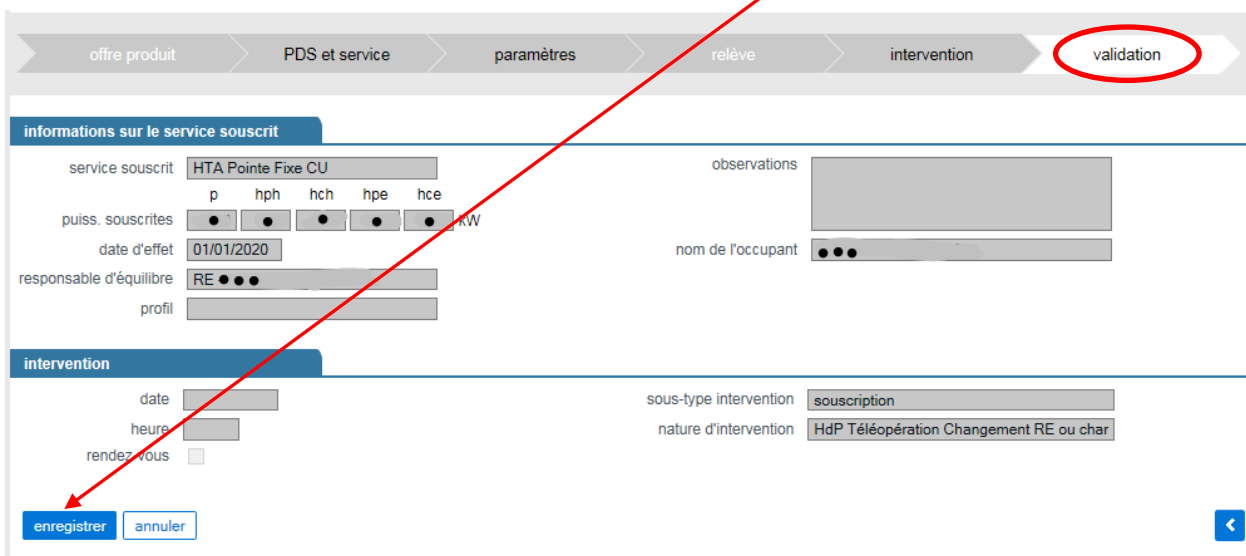 offre produit PDS et service paramètres relève intervention validation
informations sur le service souscrit
service souscrit HTA Pointe Fixe CU observations
p hph hch hpe hce
puiss. souscrites kW
date d'effet 01/01/2020 nom de l'occupant
responsable d'équilibre RE
profil
intervention
date sous-type intervention souscription
heure nature d'intervention HdP Téléopération Changement RE ou char
rendez-vous
enregistrer annuler